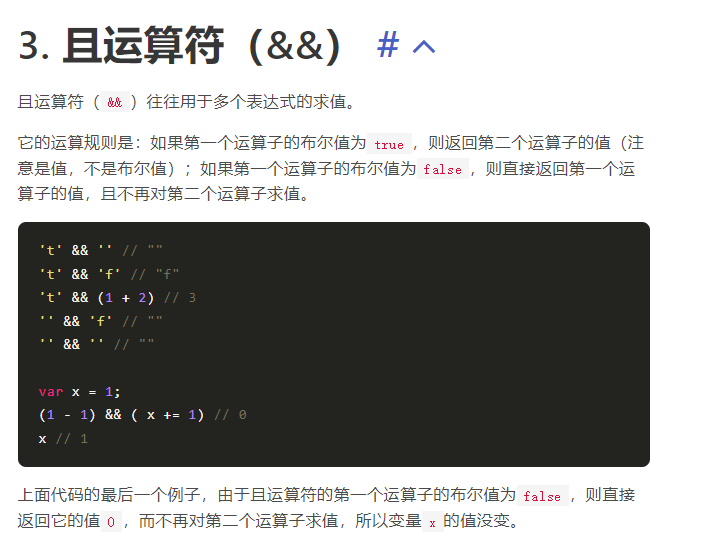 3. 且运算符（&&） #
且运算符（ && ）往往用于多个表达式的求值。
它的运算规则是：如果第一个运算子的布尔值为 true ，则返回第二个运算子的值（注
意是值，不是布尔值）；如果第一个运算子的布尔值为 false ，则直接返回第一个运
算子的值，且不再对第二个运算子求值。
't' && '' // ""
't' && 'f' // "f"
't' && (1 + 2) // 3
'' && 'f' // ""
'' && '' // ""
var x = 1;
(1 - 1) && ( x += 1) // 0
x // 1
上面代码的最后一个例子，由于且运算符的第一个运算子的布尔值为 false ，则直接
返回它的值 0 ，而不再对第二个运算子求值，所以变量 x 的值没变。